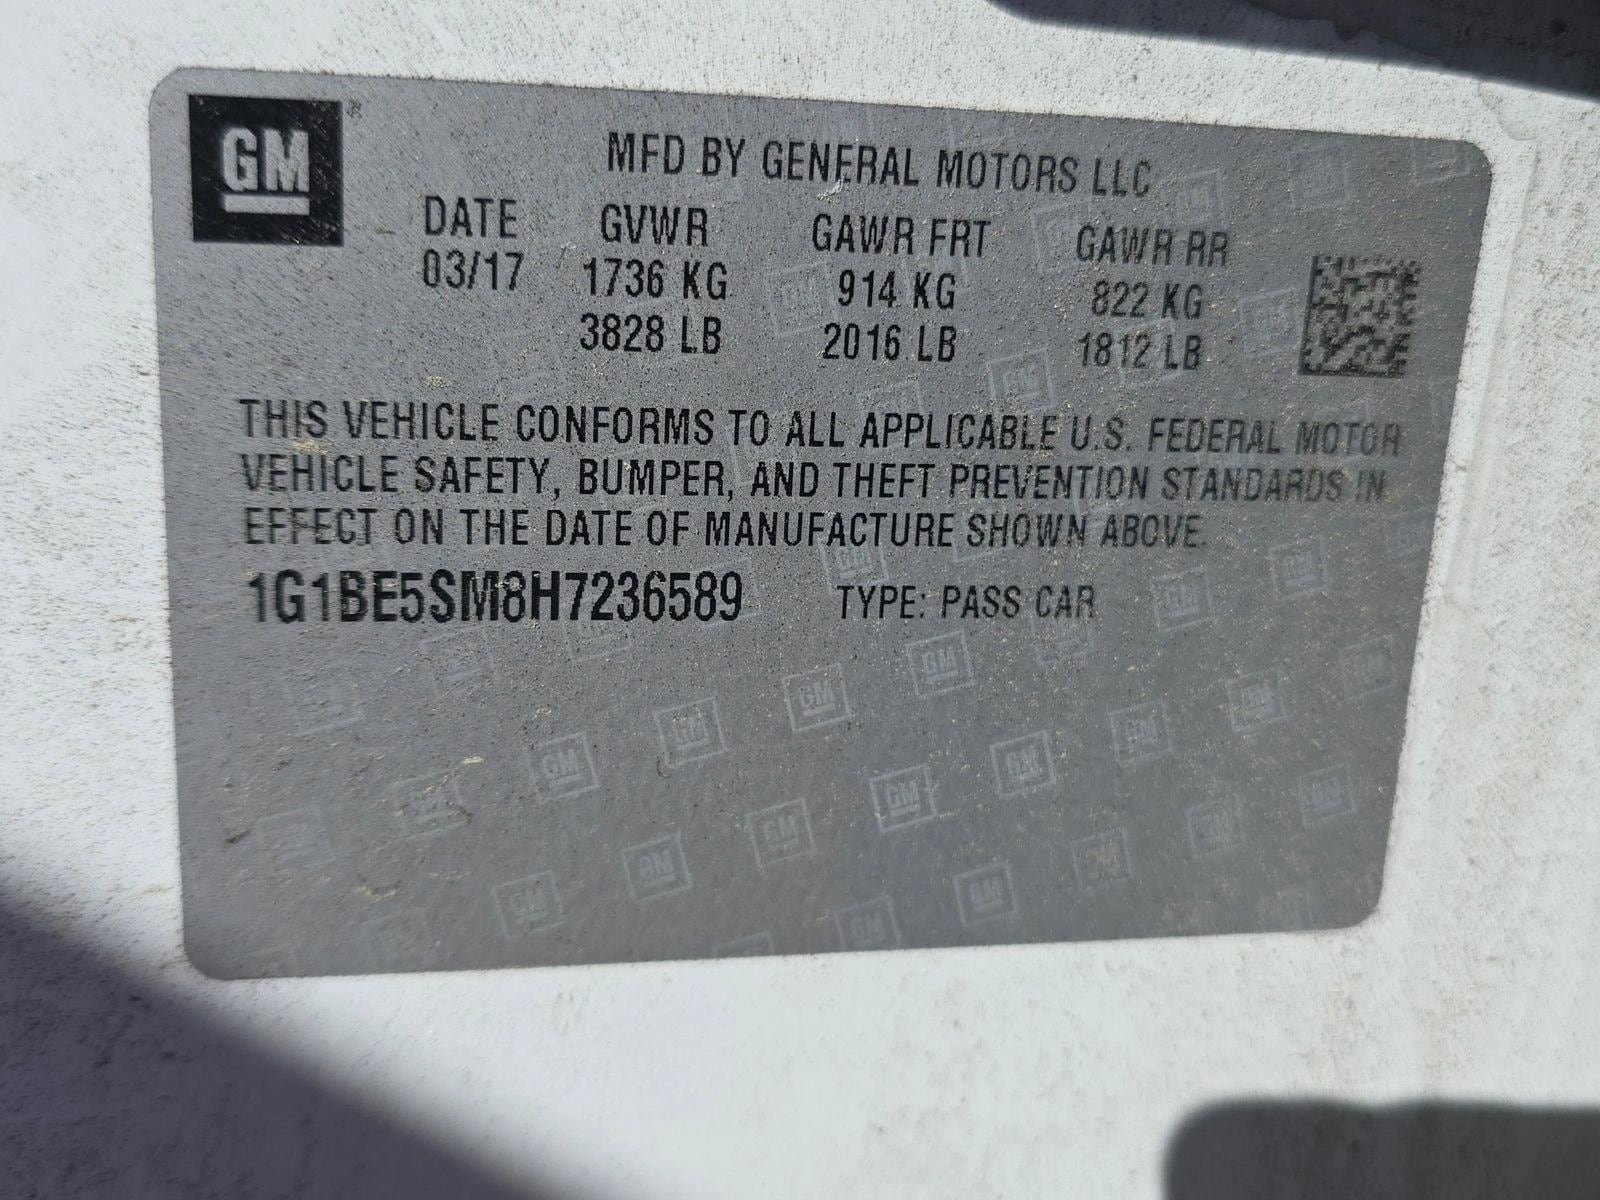 GM
MFD BY GENERAL MOTORS LLC
DATE GVWR GAWR FRT GAWR RR
03/17 1736 KG 914 KG 822 KG
3828 LB 2016 LB 1812 LB
THIS VEHICLE CONFORMS TO ALL APPLICABLE U.S. FEDERAL MOTOR
VEHICLE SAFETY, BUMPER, AND THEFT PREVENTION STANDARDS IN
EFFECT ON THE DATE OF MANUFACTURE SHOWN ABOVE.
1G1BE5SM8H7236589 TYPE: PASS CAR